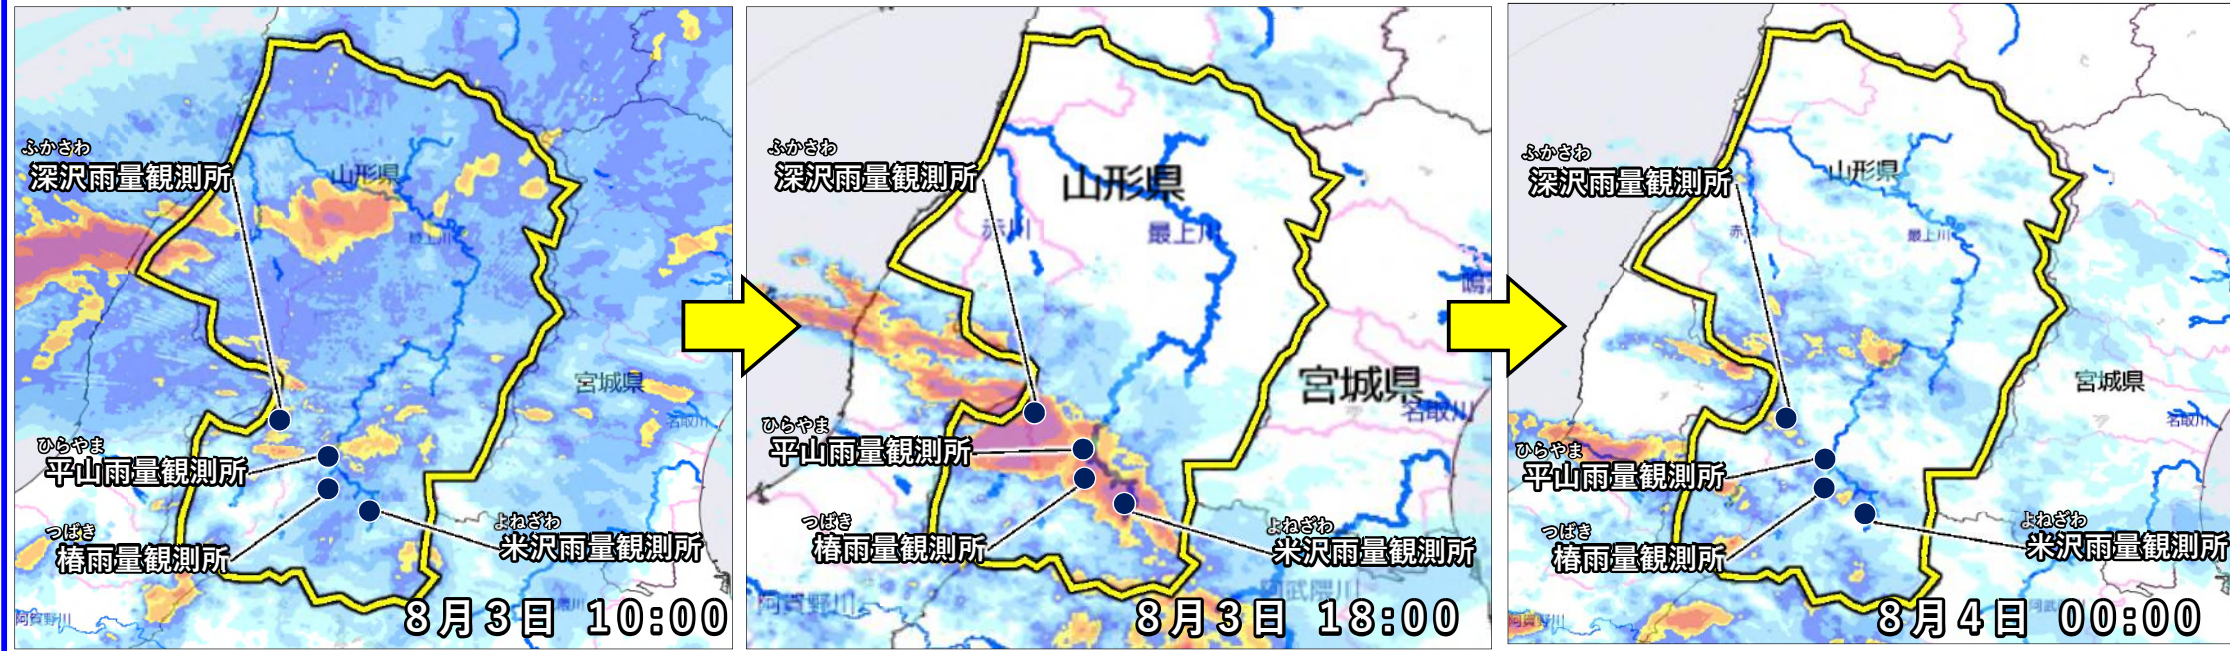 山形県
ふかさわ
深沢雨量観測所
最上川
宮城県
名取川
ひらやま
平山雨量観測所
つばき
椿雨量観測所
よねざわ
米沢雨量観測所
阿賀野川
8月3日 10:00
山形県
ふかさわ
深沢雨量観測所
赤川
最上川
宮城県
名取川
ひらやま
平山雨量観測所
つばき
椿雨量観測所
よねざわ
米沢雨量観測所
阿賀野川
阿武隈川
8月3日 18:00
山形県
ふかさわ
深沢雨量観測所
最上川
宮城県
名取川
ひらやま
平山雨量観測所
つばき
椿雨量観測所
よねざわ
米沢雨量観測所
阿賀野川
8月4日 00:00